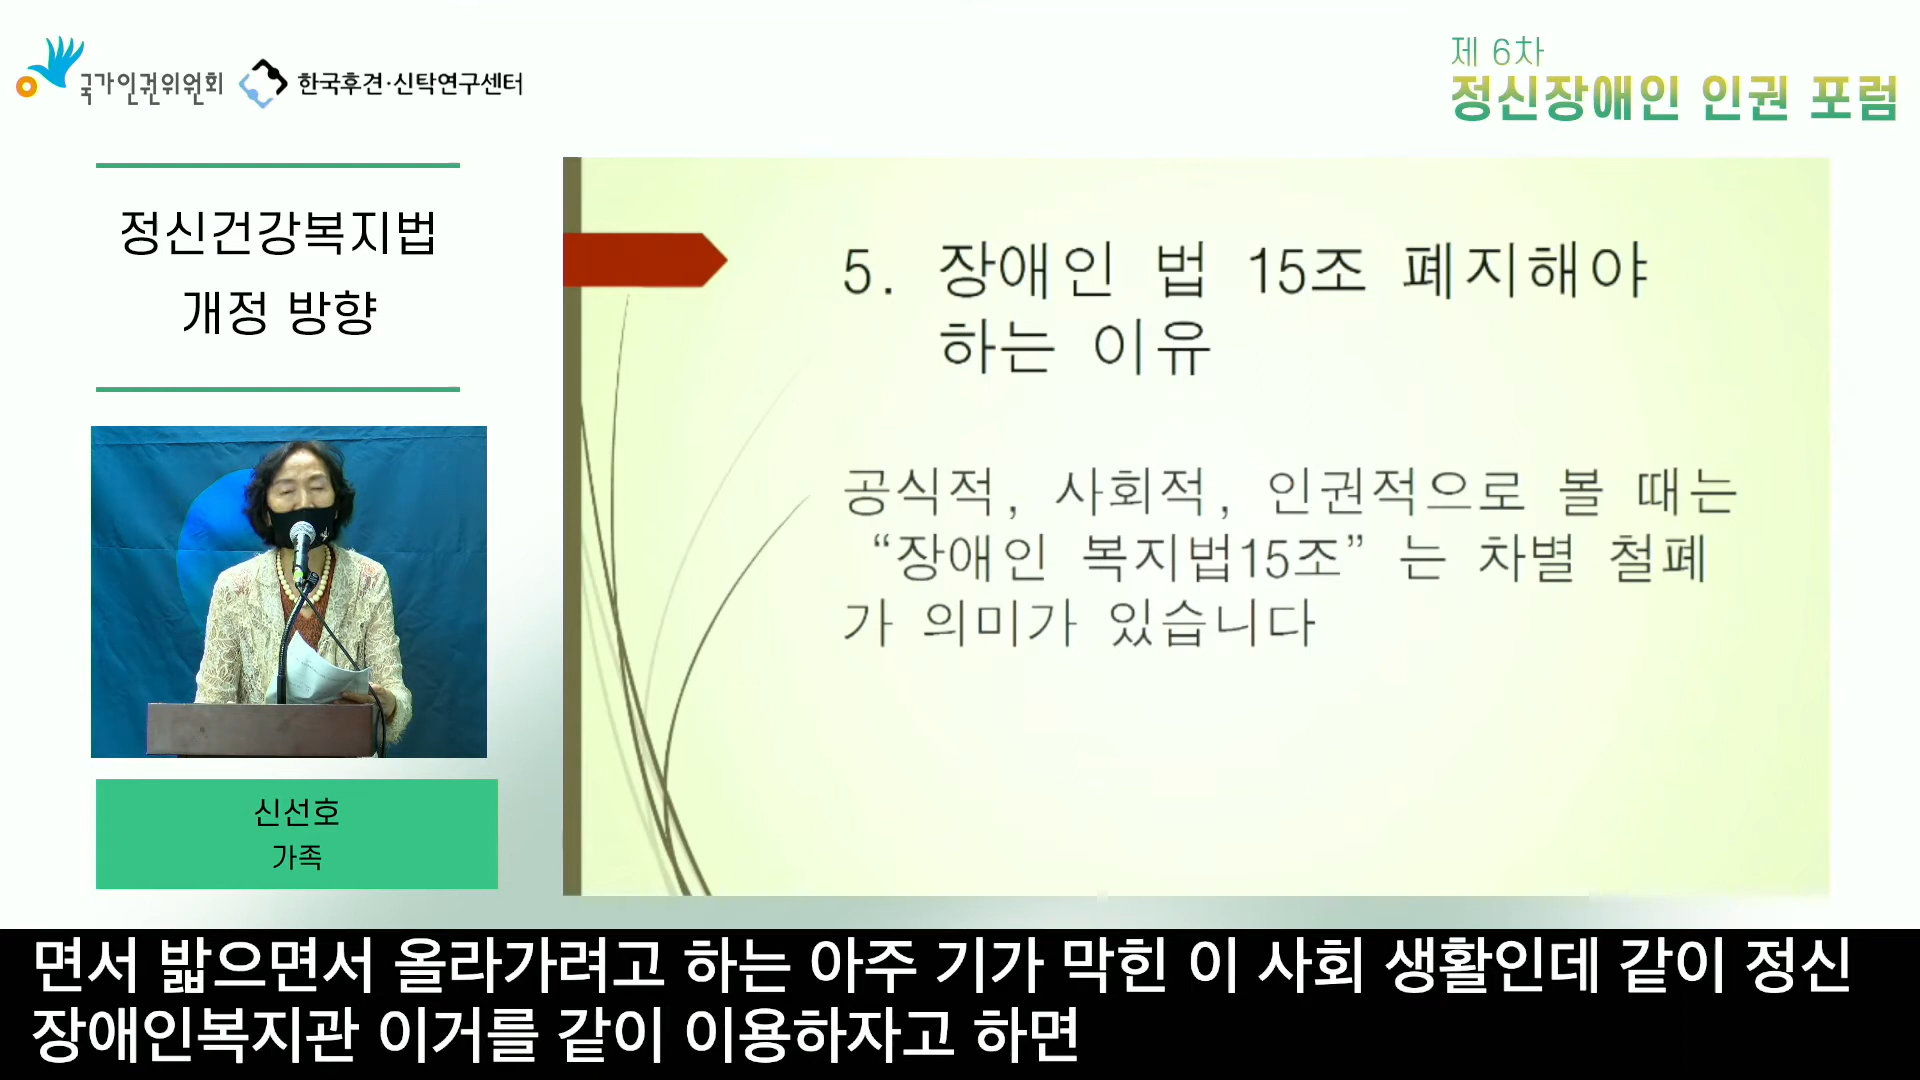 국가인권위원회
한국후견·신탁연구센터
제 6차
정신장애인 인권 포럼
정신건강복지법
개정 방향
5. 장애인 법 15조 폐지해야
하는 이유
공식적, 사회적, 인권적으로 볼 때는
“장애인 복지법15조” 는 차별 철폐
가 의미가 있습니다
신선호
가족
면서 밟으면서 올라가려고 하는 아주 기가 막힌 이 사회 생활인데 같이 정신
장애인복지관 이거를 같이 이용하자고 하면